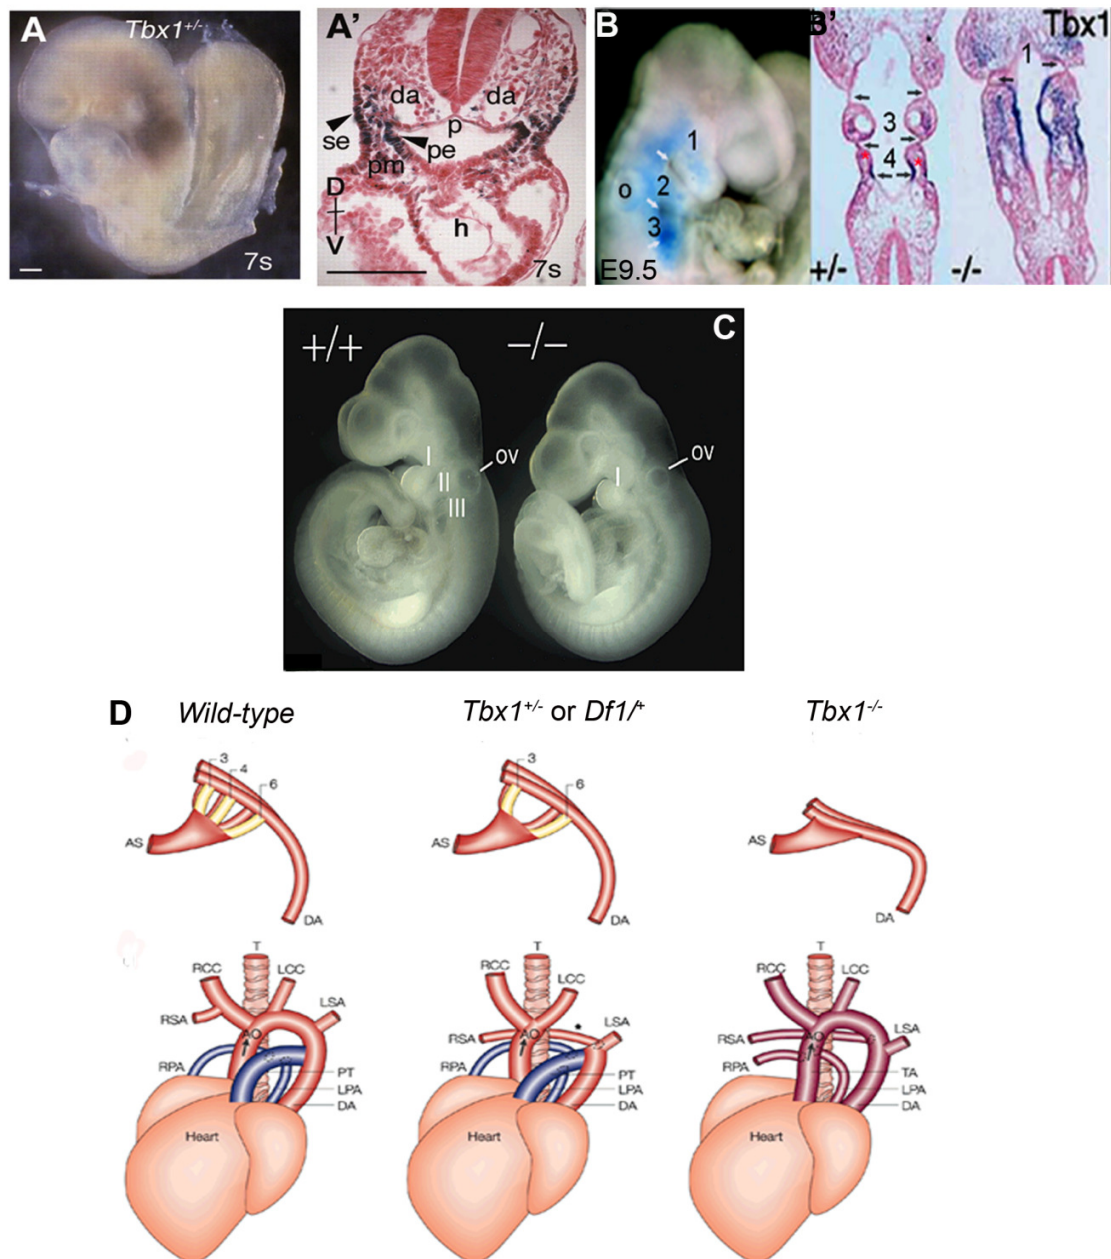 A
Tbx1+/-
7s
A'
da
da
p
se
pe
pm
D
V
h
7s
B
1
2
o
3
E9.5
B'
Tbx1
3
4
+/-
1
-/-
C
+/+
−/−
I
OV
II
III
I
OV
D
Wild-type
Tbx1+/- or Df1/+
Tbx1-/-
3
4
6
AS
DA
3
6
AS
DA
AS
DA
T
RCC
LCC
LSA
RSA
AO
RPA
PT
LPA
DA
Heart
T
RCC
LCC
*
LSA
RSA
AO
RPA
PT
LPA
DA
Heart
T
RCC
LCC
LSA
RSA
AO
RPA
TA
LPA
DA
Heart